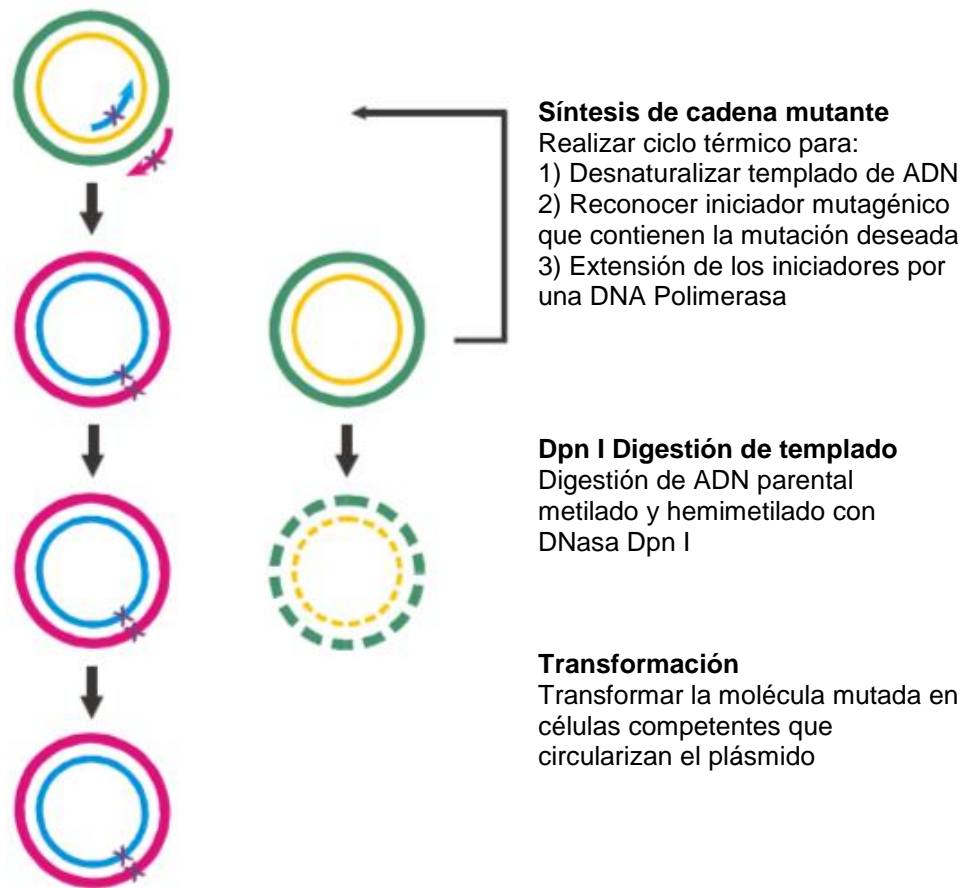 Síntesis de cadena mutante
Realizar ciclo térmico para:
1) Desnaturalizar templado de ADN
2) Reconocer iniciador mutagénico
que contienen la mutación deseada
3) Extensión de los iniciadores por
una DNA Polimerasa
Dpn I Digestión de templado
Digestión de ADN parental
metilado y hemimetilado con
DNasa Dpn I
Transformación
Transformar la molécula mutada en
células competentes que
circularizan el plásmido